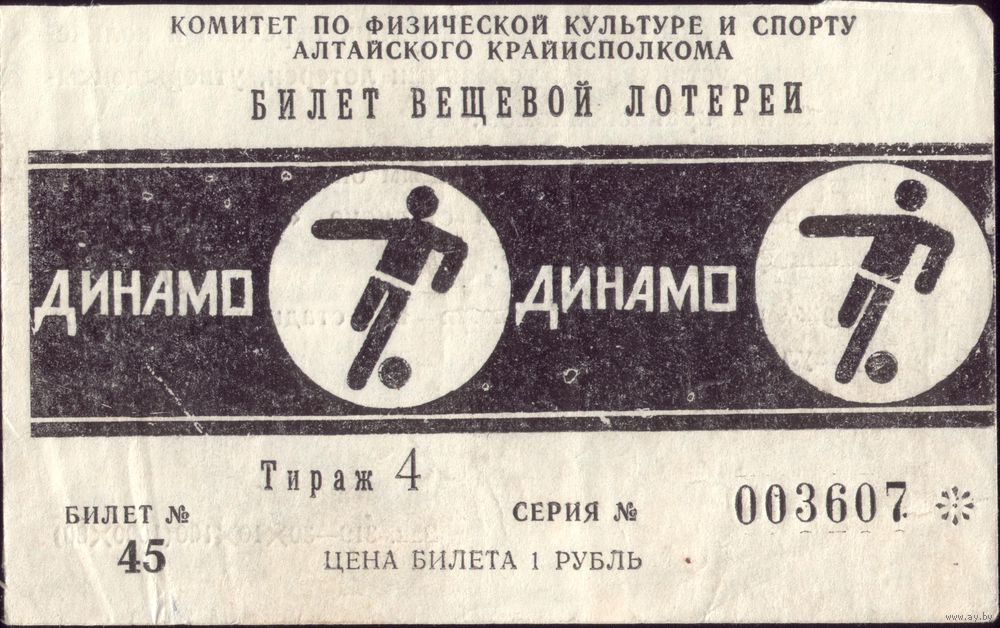 КОМИТЕТ ПО ФИЗИЧЕСКОЙ КУЛЬТУРЕ И СПОРТУ
АЛТАЙСКОГО КРАЙИСПОЛКОМА
БИЛЕТ ВЕЩЕВОЙ ЛОТЕРЕИ
ДИНАМО ДИНАМО
Тираж 4
БИЛЕТ № СЕРИЯ № 003607
45 ЦЕНА БИЛЕТА 1 РУБЛЬ
www.ay.by